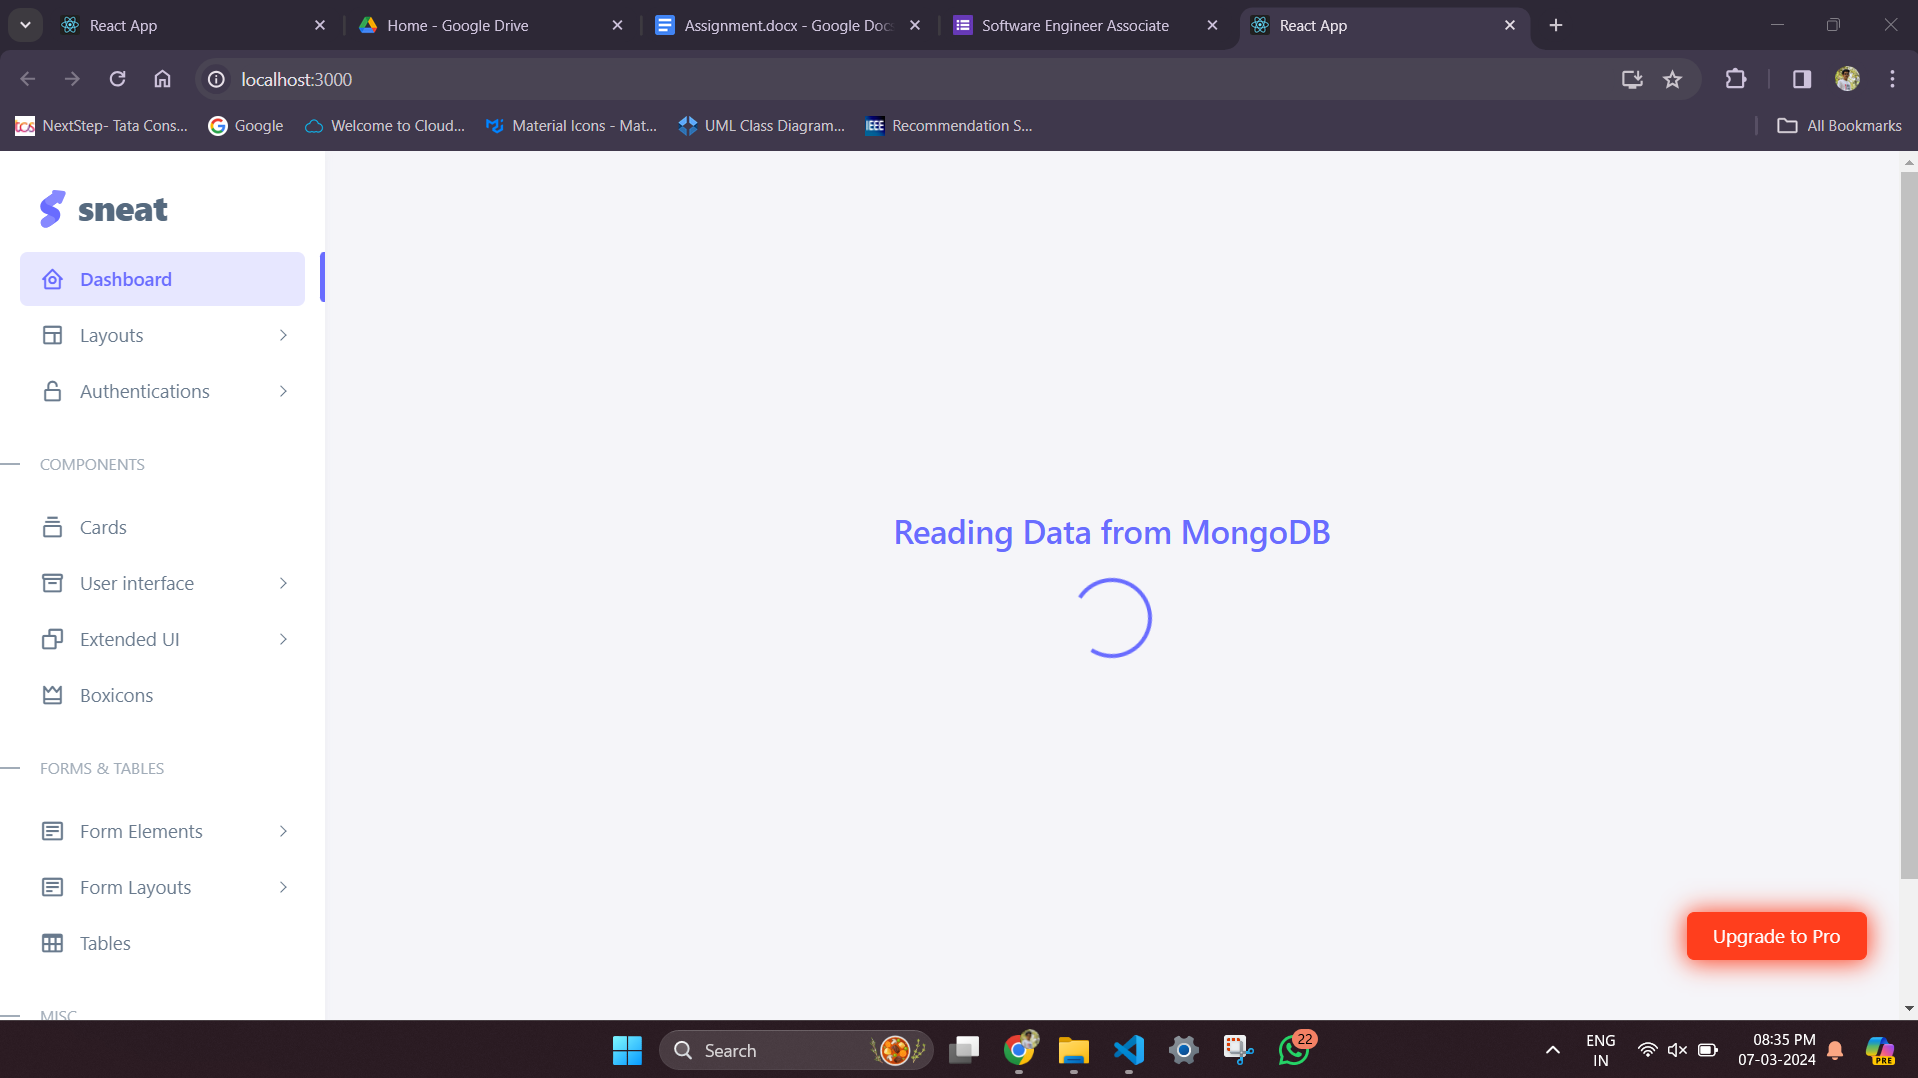 React App
Home - Google Drive
Assignment.docx - Google Docs
Software Engineer Associate
React App
localhost:3000
NextStep- Tata Cons...
Google
Welcome to Cloud...
Material Icons - Mat...
UML Class Diagram...
IEEE
Recommendation S...
All Bookmarks
sneat
Dashboard
Layouts
Authentications
COMPONENTS
Cards
User interface
Extended UI
Boxicons
FORMS & TABLES
Form Elements
Form Layouts
Tables
MISC
Reading Data from MongoDB
Upgrade to Pro
Search
22
ENG
IN
08:35 PM
07-03-2024
PRE